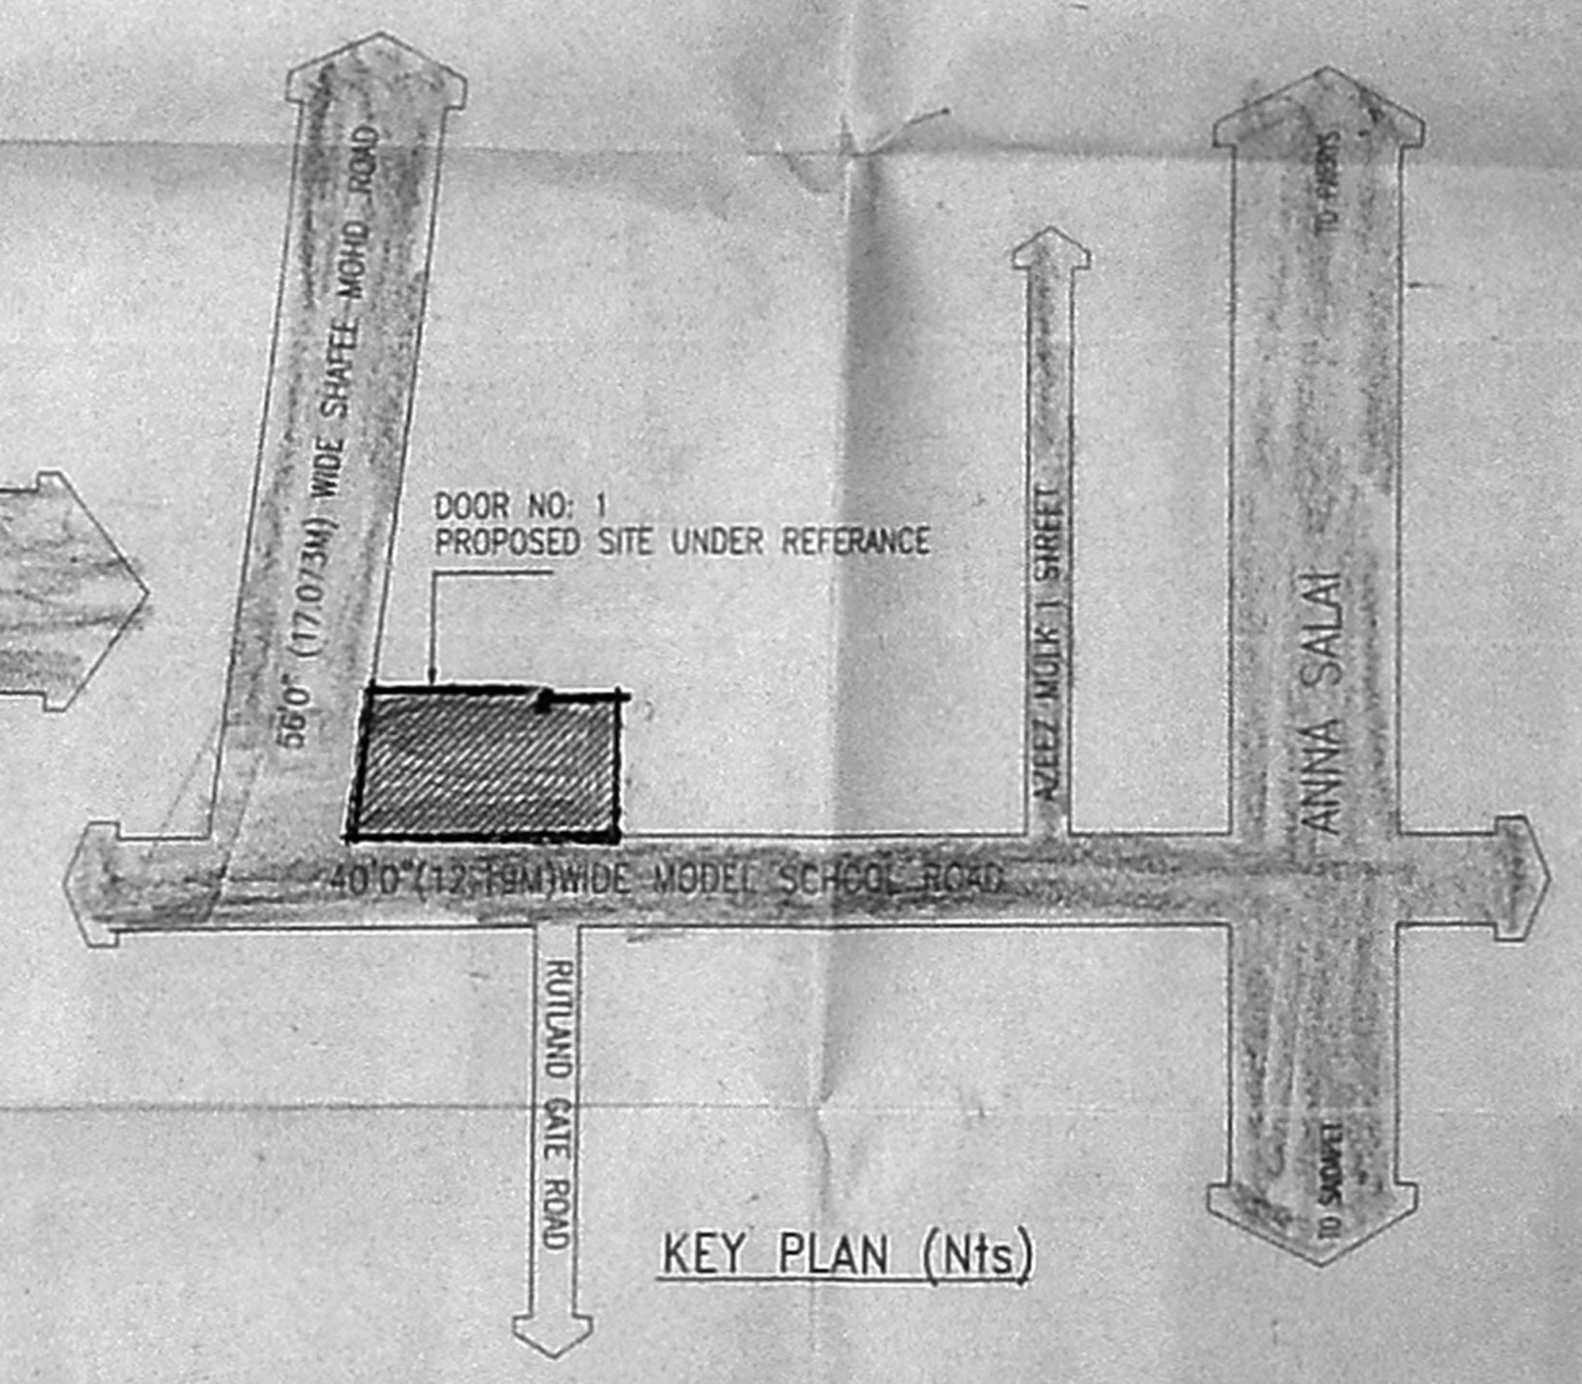 56'0" (17.073M) WIDE SHAFEE MOHD ROAD
TO PARRYS
DOOR NO: 1
PROPOSED SITE UNDER REFERANCE
AZEEZ MULK 1 STREET
ANNA SALAI
40'0"(12.19M)WIDE MODEL SCHOOL ROAD
RUTLAND GATE ROAD
TO SAIDAPET
KEY PLAN (Nts)